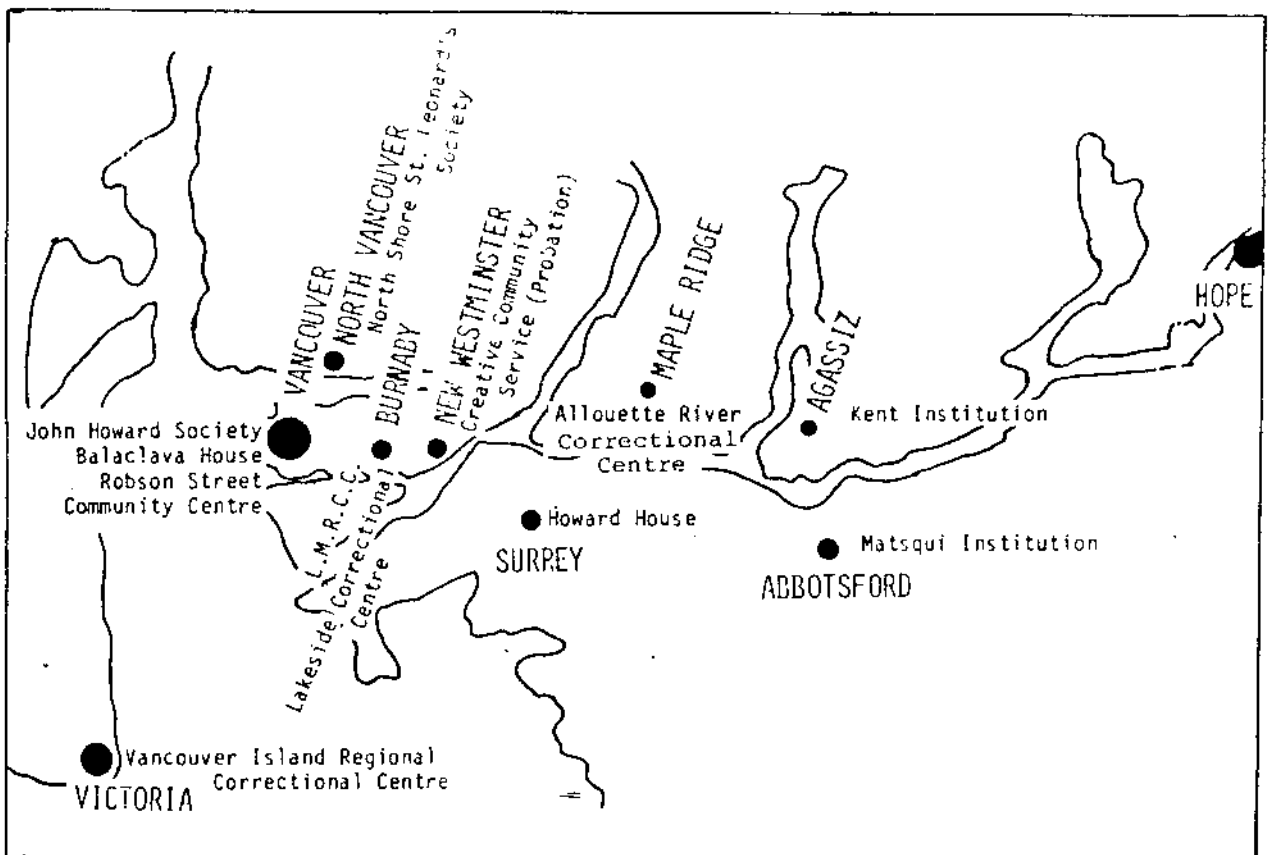 VANCOUVER
NORTH VANCOUVER
North Shore St. Leonard's
Society
BURNABY
NEW WESTMINSTER
Creative Community
Service (Probation)
MAPLE RIDGE
Allouette River
Correctional
Centre
AGASSIZ
Kent Institution
HOPE
John Howard Society
Balaclava House
Robson Street
Community Centre
L.M.R.C.C.
Lakeside Correctional
Centre
Howard House
SURREY
Matsqui Institution
ABBOTSFORD
Vancouver Island Regional
Correctional Centre
VICTORIA